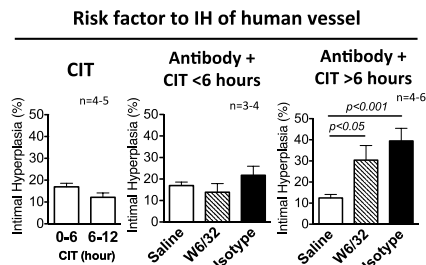 Risk factor to IH of human vessel
CIT
n=4-5
Intimal Hyperplasia (%)
50
40
30
20
10
0
0-6 6-12
CIT (hour)
Antibody +
CIT <6 hours
n=3-4
Intimal Hyperplasia (%)
50
40
30
20
10
0
Saline
W6/32
Isotype
Antibody +
CIT >6 hours
n=4-6
p<0.001
p<0.05
Intimal Hyperplasia (%)
50
40
30
20
10
0
Saline
W6/32
Isotype